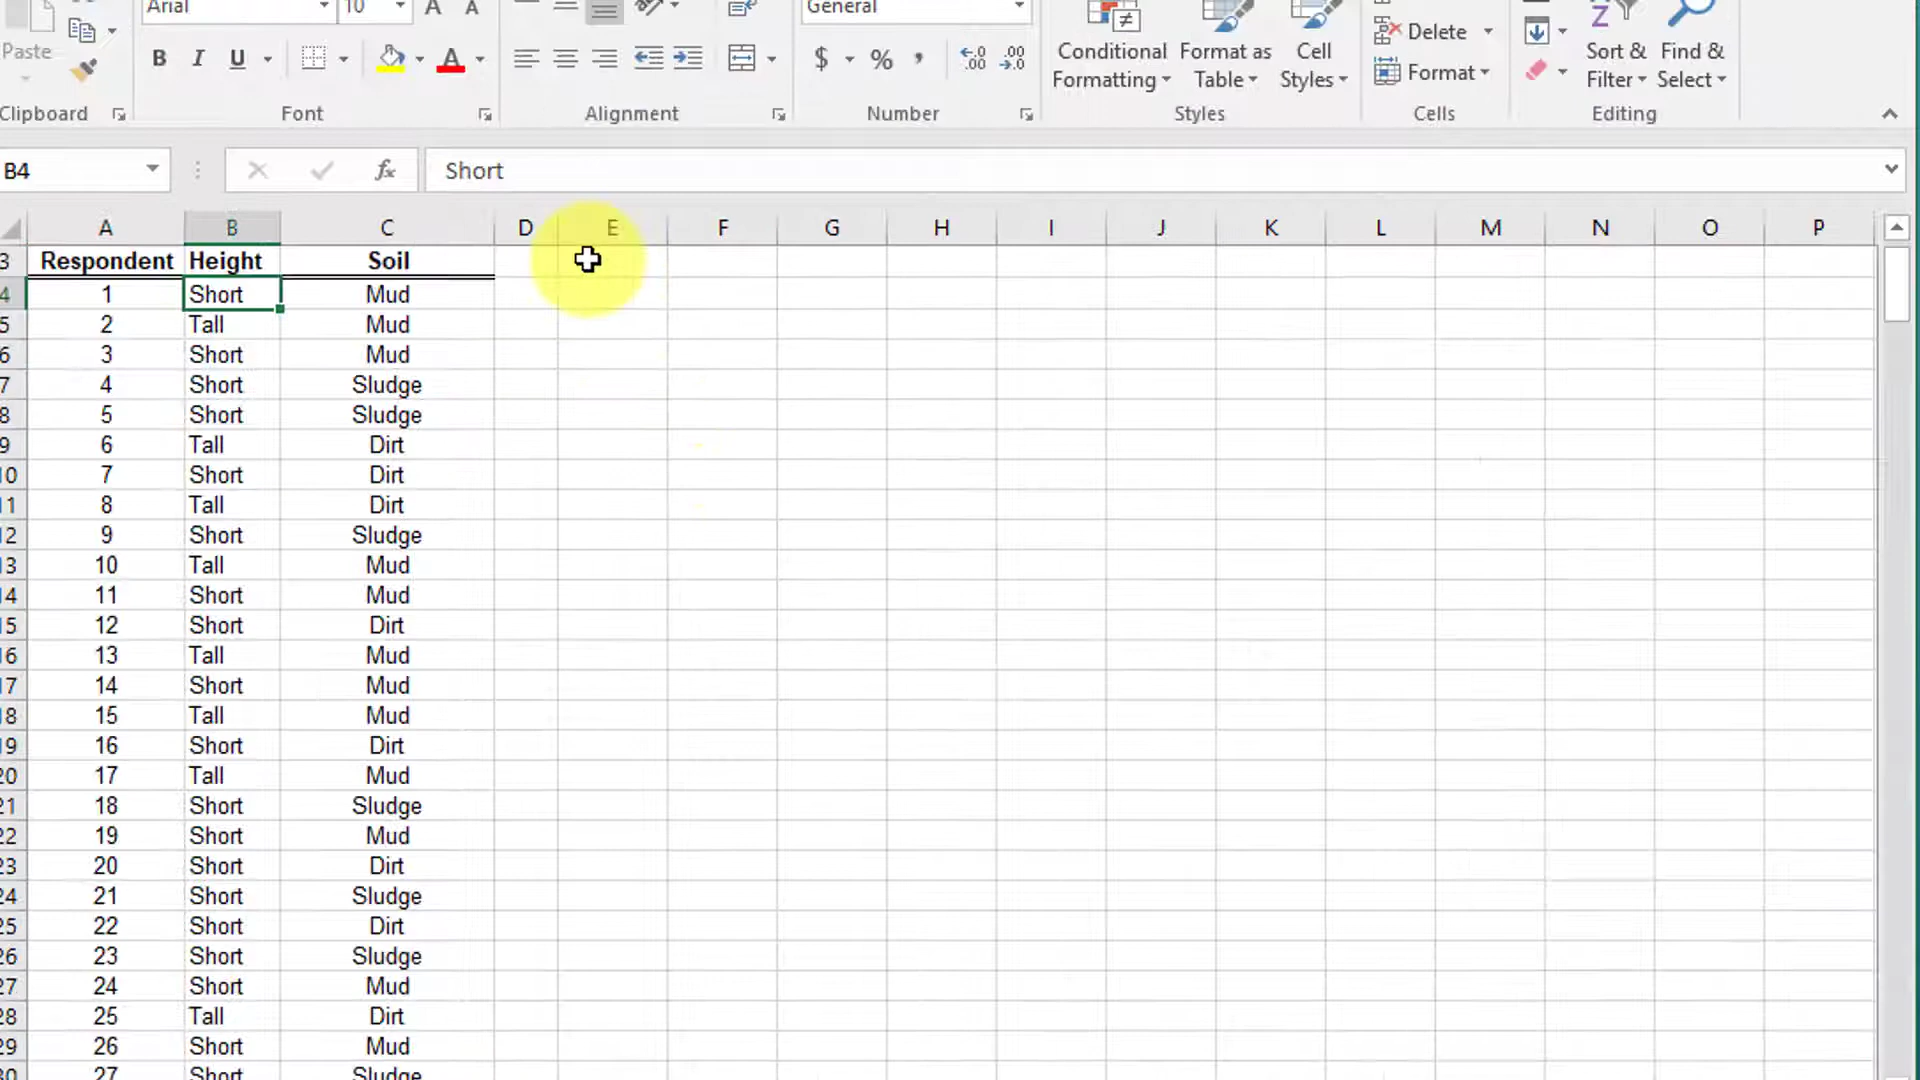 Arial 10 A A General
Paste B I U A $ % , .00 .00 Conditional Formatting Format as Table Cell Styles Delete Format Sort & Filter Find & Select
Clipboard Font Alignment Number Styles Cells Editing
B4 fx Short
A B C D E F G H I J K L M N O P
3 Respondent Height Soil
4 1 Short Mud
5 2 Tall Mud
6 3 Short Mud
7 4 Short Sludge
8 5 Short Sludge
9 6 Tall Dirt
10 7 Short Dirt
11 8 Tall Dirt
12 9 Short Sludge
13 10 Tall Mud
14 11 Short Mud
15 12 Short Dirt
16 13 Tall Mud
17 14 Short Mud
18 15 Tall Mud
19 16 Short Dirt
20 17 Tall Mud
21 18 Short Sludge
22 19 Short Mud
23 20 Short Dirt
24 21 Short Sludge
25 22 Short Dirt
26 23 Short Sludge
27 24 Short Mud
28 25 Tall Dirt
29 26 Short Mud
30 27 Short Sludge